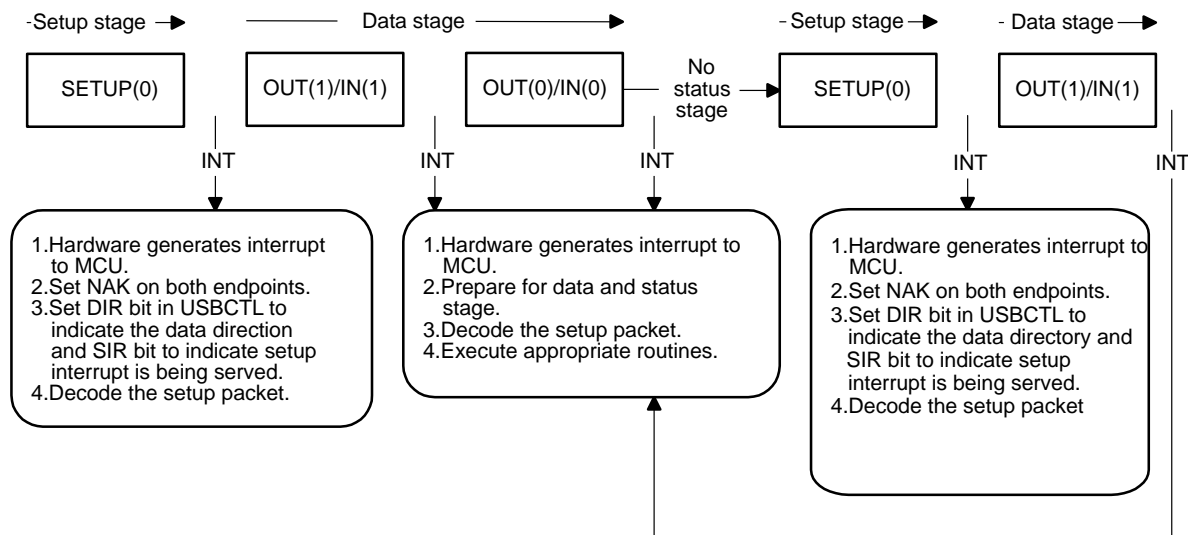 -Setup stage
Data stage
-Setup stage
- Data stage
SETUP(0)
OUT(1)/IN(1)
OUT(0)/IN(0)
No
status
stage
SETUP(0)
OUT(1)/IN(1)
INT
INT
INT
INT
INT
1.Hardware generates interrupt
to MCU.
2.Set NAK on both endpoints.
3.Set DIR bit in USBCTL to
indicate the data direction
and SIR bit to indicate setup
interrupt is being served.
4.Decode the setup packet.
1.Hardware generates interrupt to
MCU.
2.Prepare for data and status
stage.
3.Decode the setup packet.
4.Execute appropriate routines.
1.Hardware generates interrupt to
MCU.
2.Set NAK on both endpoints.
3.Set DIR bit in USBCTL to
indicate the data directory and
SIR bit to indicate setup
interrupt is being served.
4.Decode the setup packet